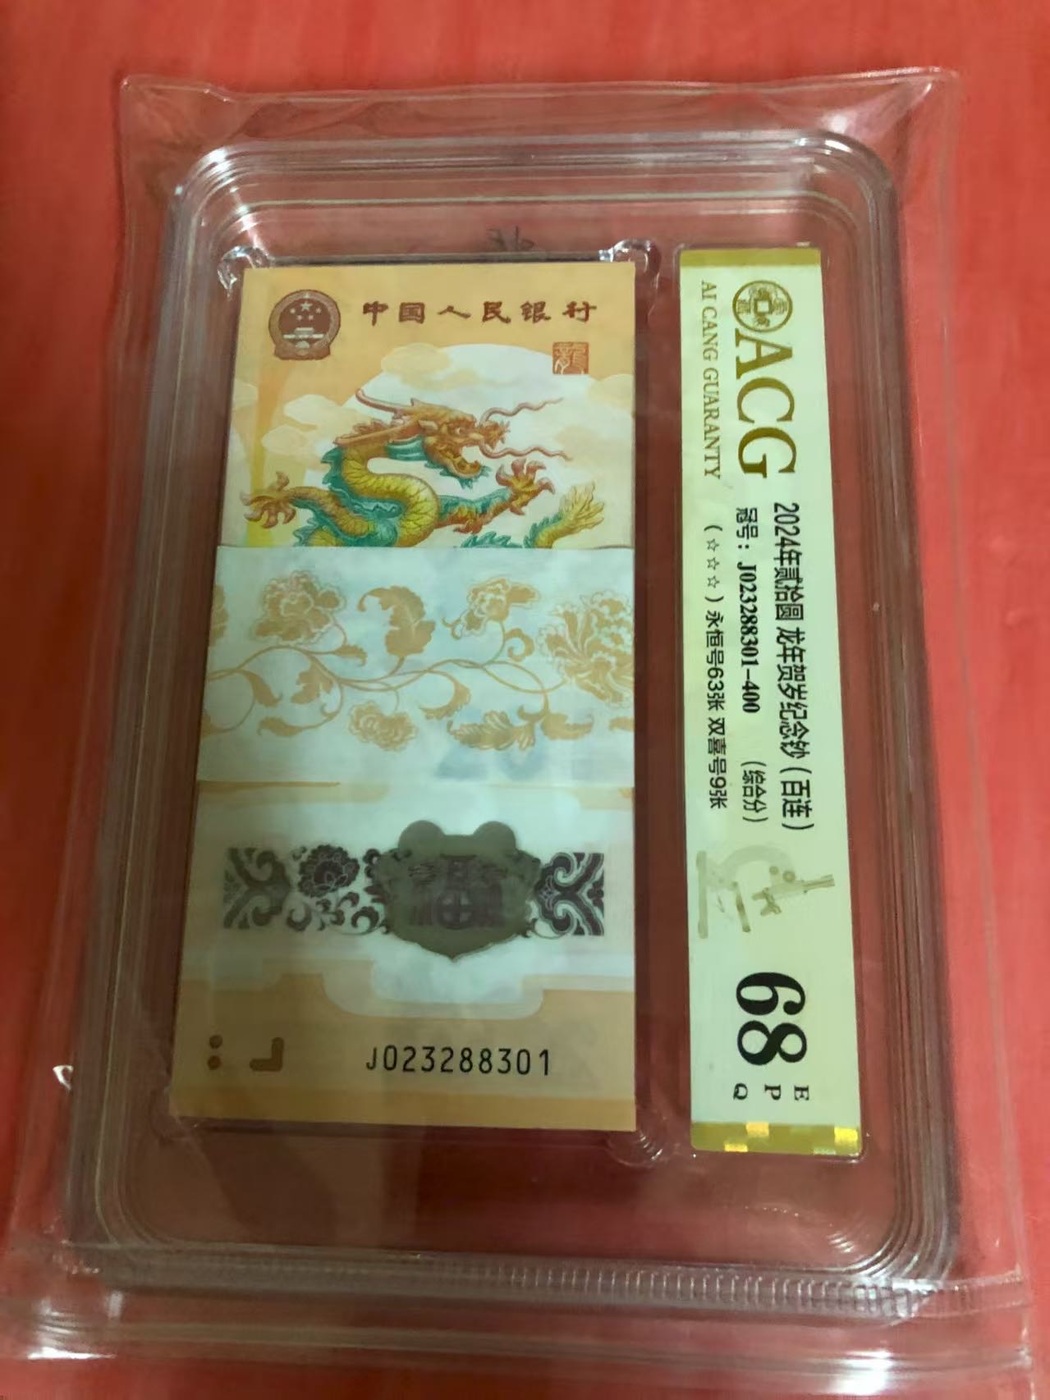 中国人民银行
龍
福
J023288301
ACG
AI CANG GUARANTY
2024年贰拾圆 龙年贺岁纪念钞（百连）
冠号：J023288301-400 （综合分）
（☆☆☆）永恒号63张 双喜号9张
68
E
P
Q